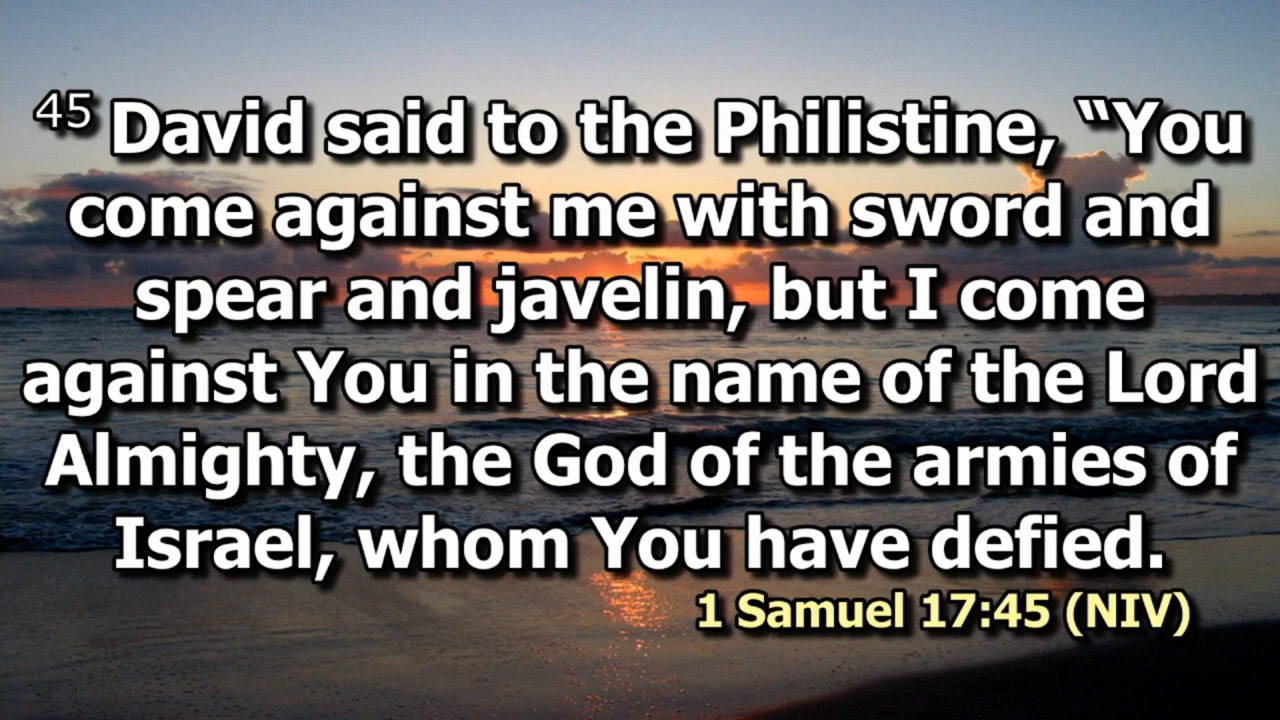 45 David said to the Philistine, “You
come against me with sword and
spear and javelin, but I come
against You in the name of the Lord
Almighty, the God of the armies of
Israel, whom You have defied.
1 Samuel 17:45 (NIV)